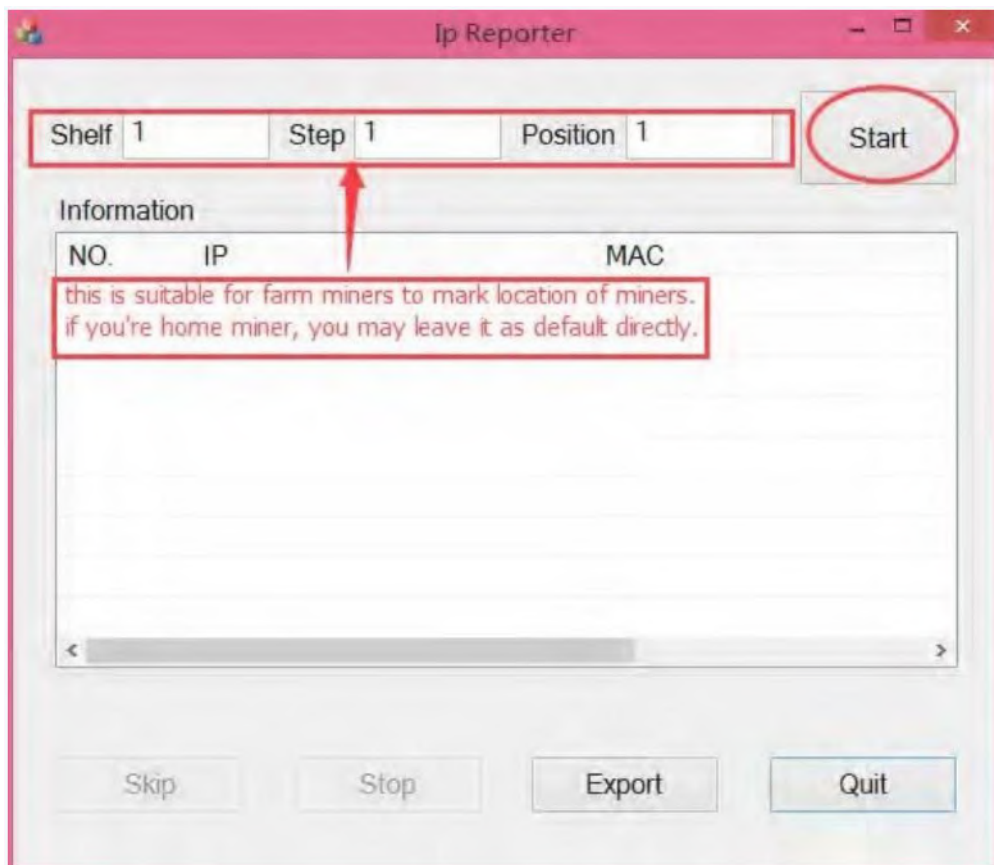 Ip Reporter
Shelf 1 Step 1 Position 1 Start
Information
NO. IP MAC
this is suitable for farm miners to mark location of miners.
if you're home miner, you may leave it as default directly.
Skip Stop Export Quit